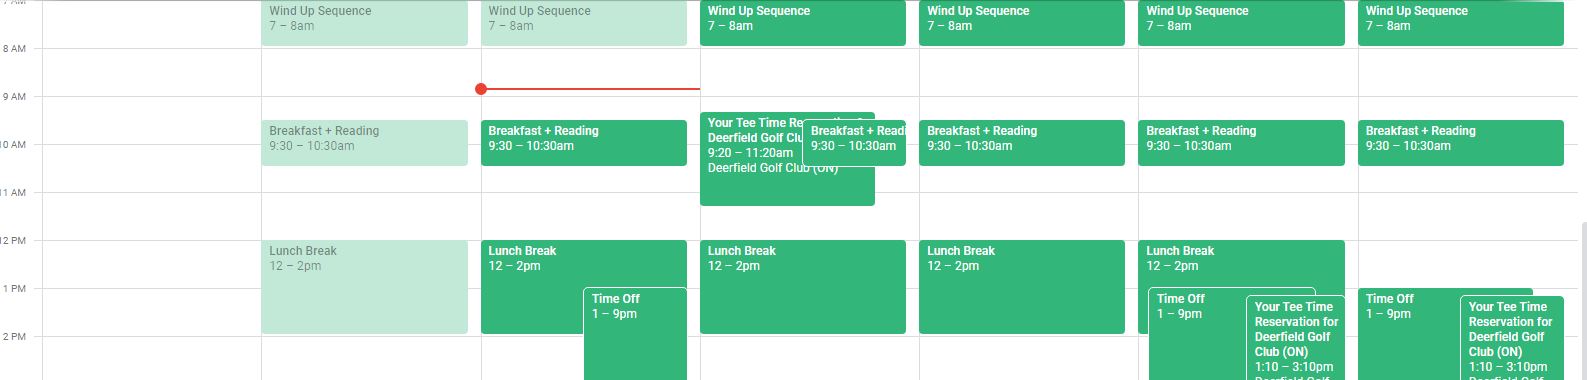 7 AM
Wind Up Sequence
7 – 8am
Wind Up Sequence
7 – 8am
Wind Up Sequence
7 – 8am
Wind Up Sequence
7 – 8am
Wind Up Sequence
7 – 8am
Wind Up Sequence
7 – 8am
8 AM
9 AM
Breakfast + Reading
9:30 – 10:30am
Breakfast + Reading
9:30 – 10:30am
Your Tee Time
Deerfield Golf
9:20 – 11:20am
Deerfield Golf Club (ON)
Breakfast + Readi
9:30 – 10:30am
Breakfast + Reading
9:30 – 10:30am
Breakfast + Reading
9:30 – 10:30am
Breakfast + Reading
9:30 – 10:30am
10 AM
11 AM
12 PM
Lunch Break
12 – 2pm
Lunch Break
12 – 2pm
Time Off
1 – 9pm
Lunch Break
12 – 2pm
Lunch Break
12 – 2pm
Lunch Break
12 – 2pm
Time Off
1 – 9pm
Your Tee Time
Reservation for
Deerfield Golf
Club (ON)
1:10 – 3:10pm
Deerfield Golf
Time Off
1 – 9pm
Your Tee Time
Reservation for
Deerfield Golf
Club (ON)
1:10 – 3:10pm
Deerfield Golf
1 PM
2 PM